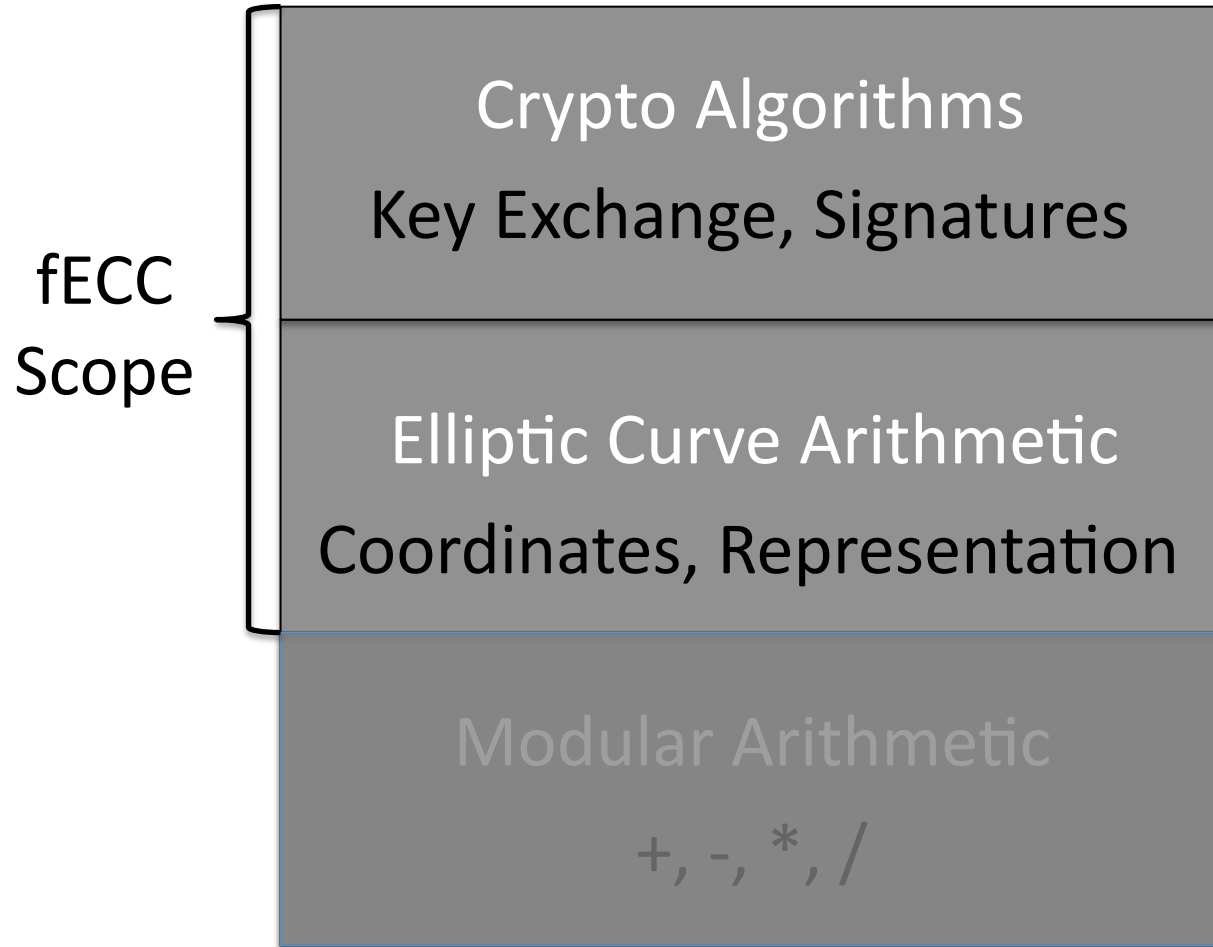 Crypto Algorithms
Key Exchange, Signatures
fECC
Scope
Elliptic Curve Arithmetic
Coordinates, Representation
Modular Arithmetic
+, -, *, /